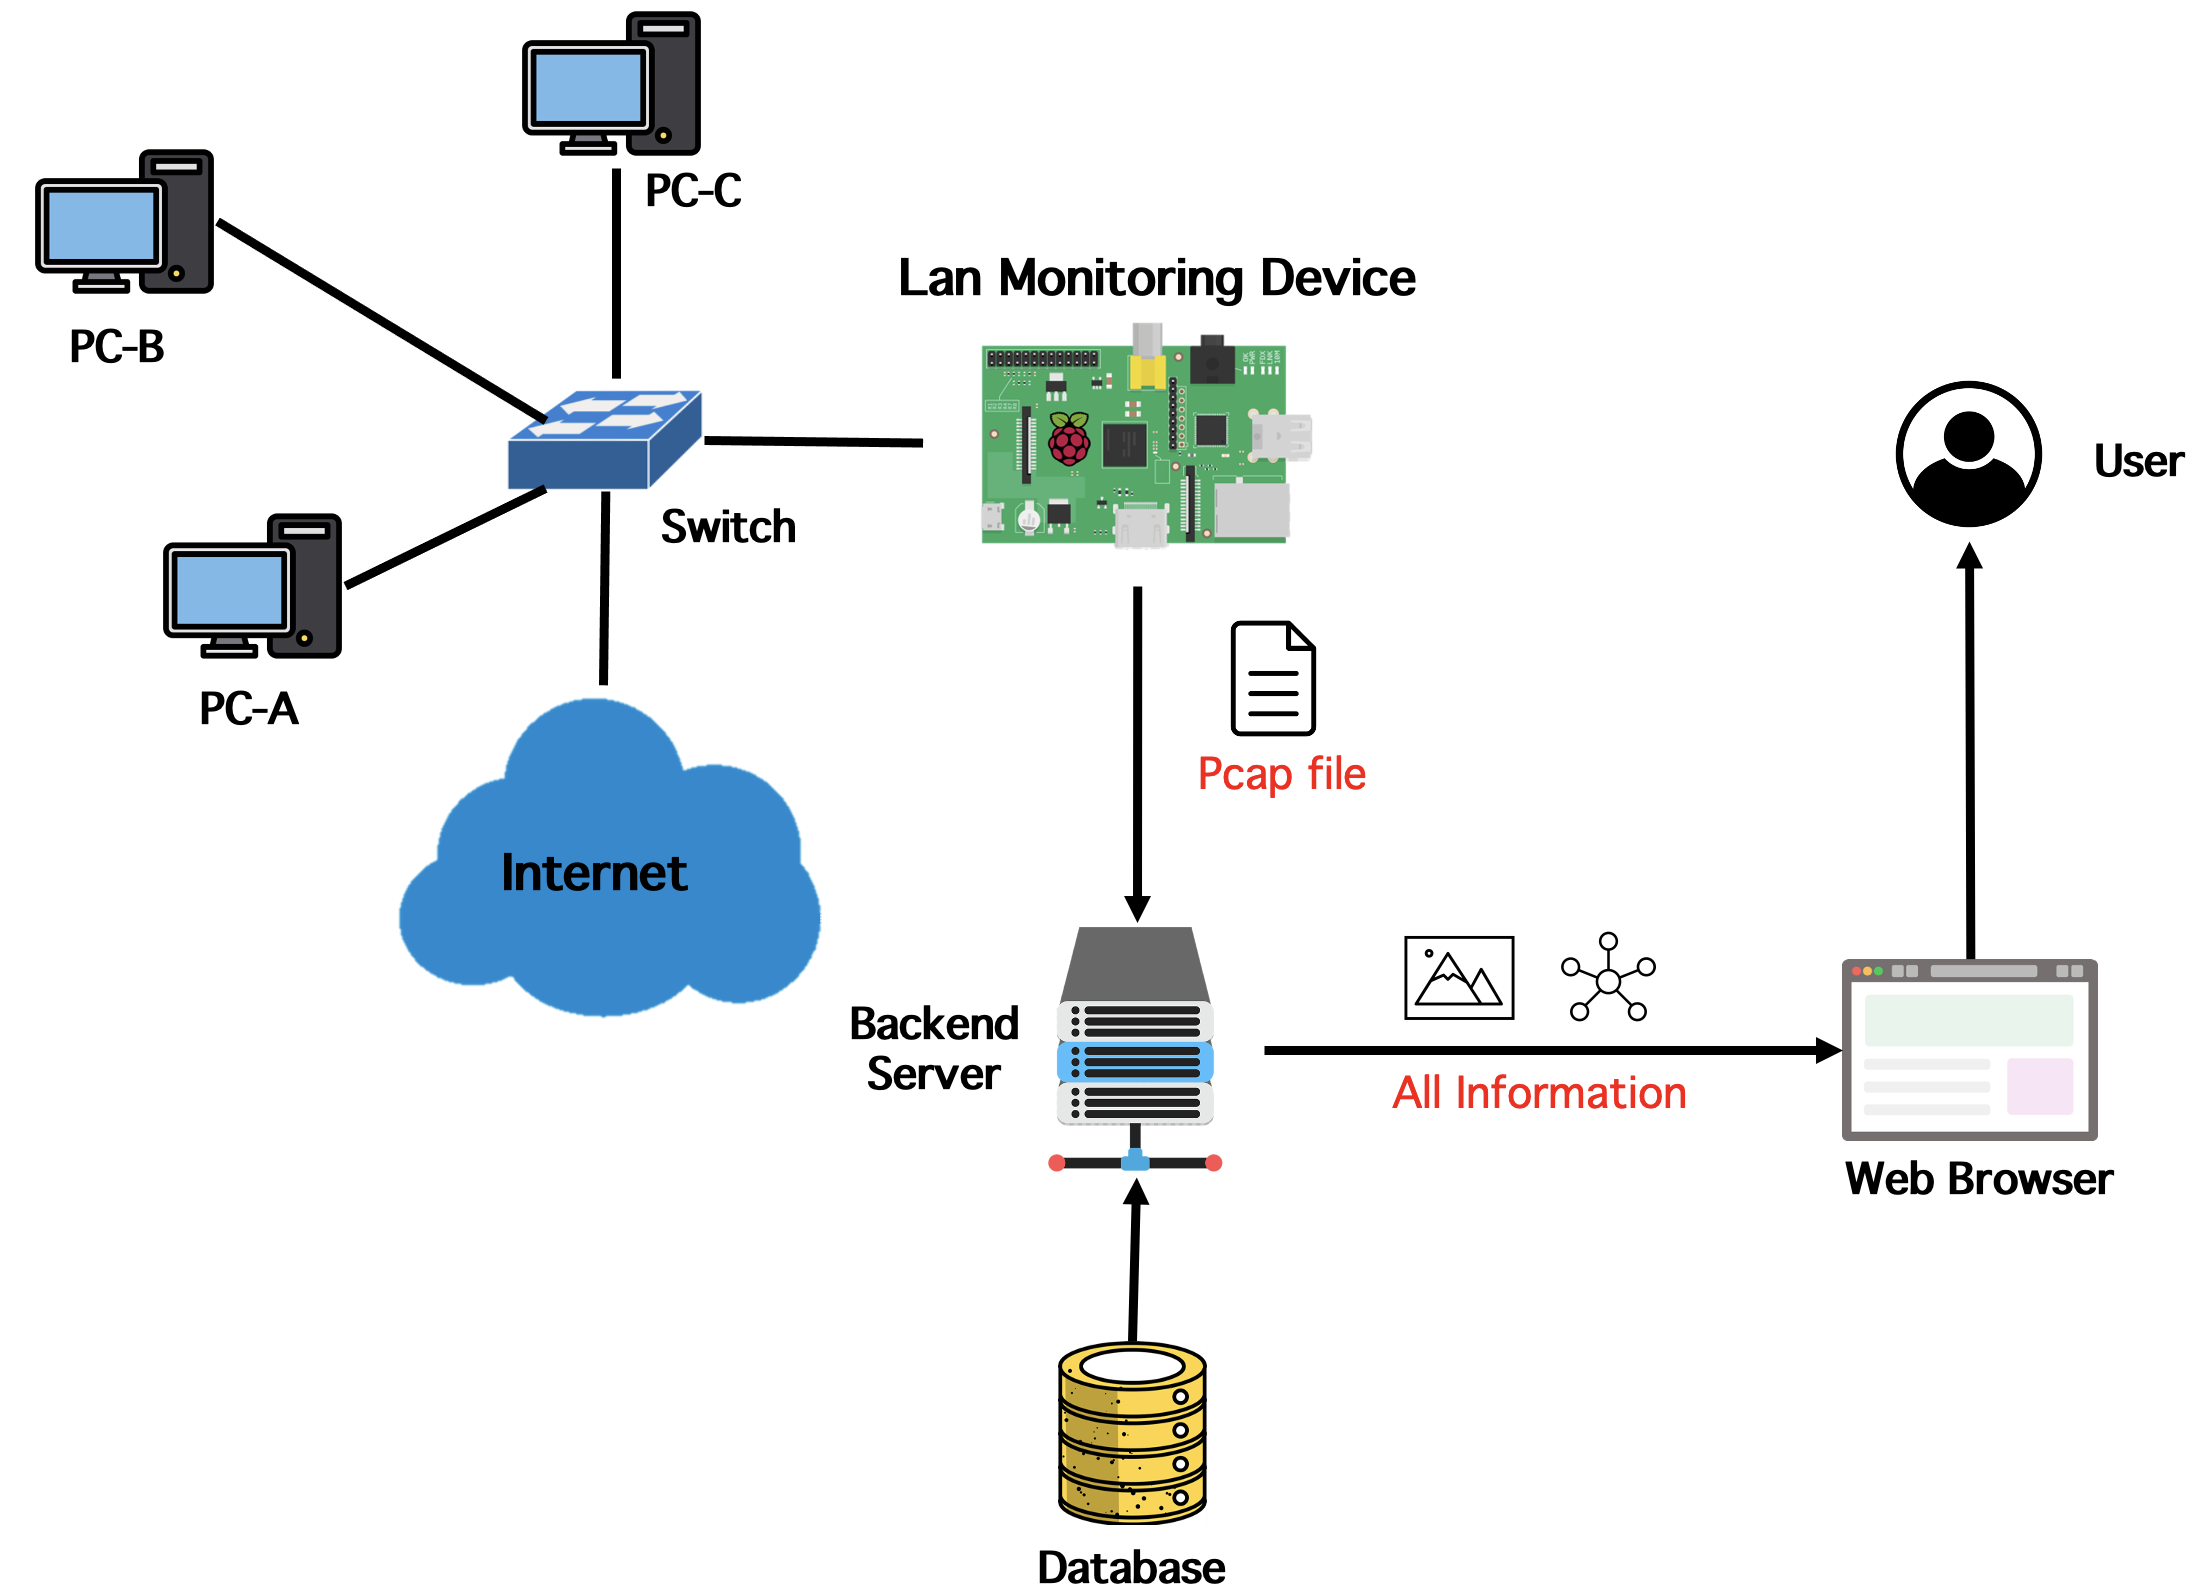 PC-C
PC-B
Lan Monitoring Device
User
Switch
PC-A
Pcap file
Internet
Backend
Server
All Information
Web Browser
Database